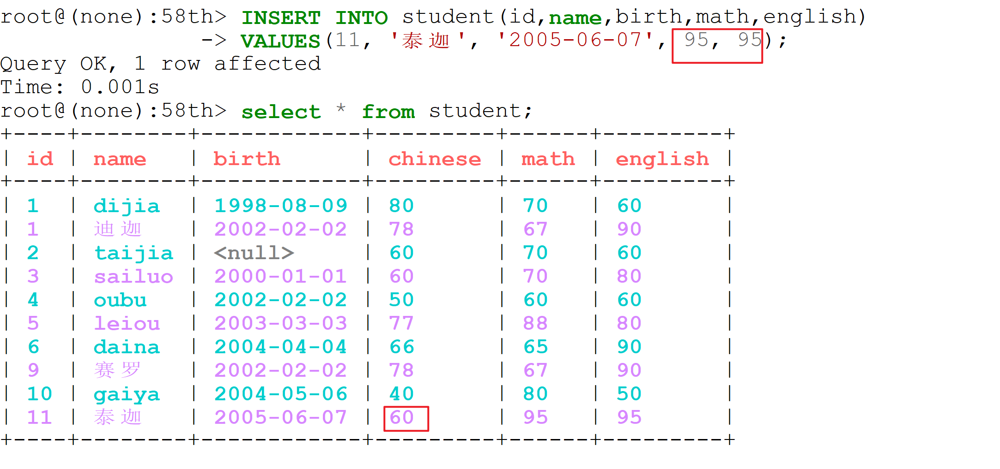 root@(none):58th> INSERT INTO student(id,name,birth,math,english)
-> VALUES(11, '泰迦', '2005-06-07', 95, 95);
Query OK, 1 row affected
Time: 0.001s
root@(none):58th> select * from student;
+----+--------+------------+---------+------+---------+
| id | name   | birth      | chinese | math | english |
+----+--------+------------+---------+------+---------+
| 1  | dijia  | 1998-08-09 | 80      | 70   | 60      |
| 1  | 迪迦   | 2002-02-02 | 78      | 67   | 90      |
| 2  | taijia | <null>     | 60      | 70   | 60      |
| 3  | sailuo | 2000-01-01 | 60      | 70   | 80      |
| 4  | oubu   | 2002-02-02 | 50      | 60   | 60      |
| 5  | leiou  | 2003-03-03 | 77      | 88   | 80      |
| 6  | daina  | 2004-04-04 | 66      | 65   | 90      |
| 9  | 赛罗   | 2002-02-02 | 78      | 67   | 90      |
| 10 | gaiya  | 2004-05-06 | 40      | 80   | 50      |
| 11 | 泰迦   | 2005-06-07 | 60      | 95   | 95      |
+----+--------+------------+---------+------+---------+